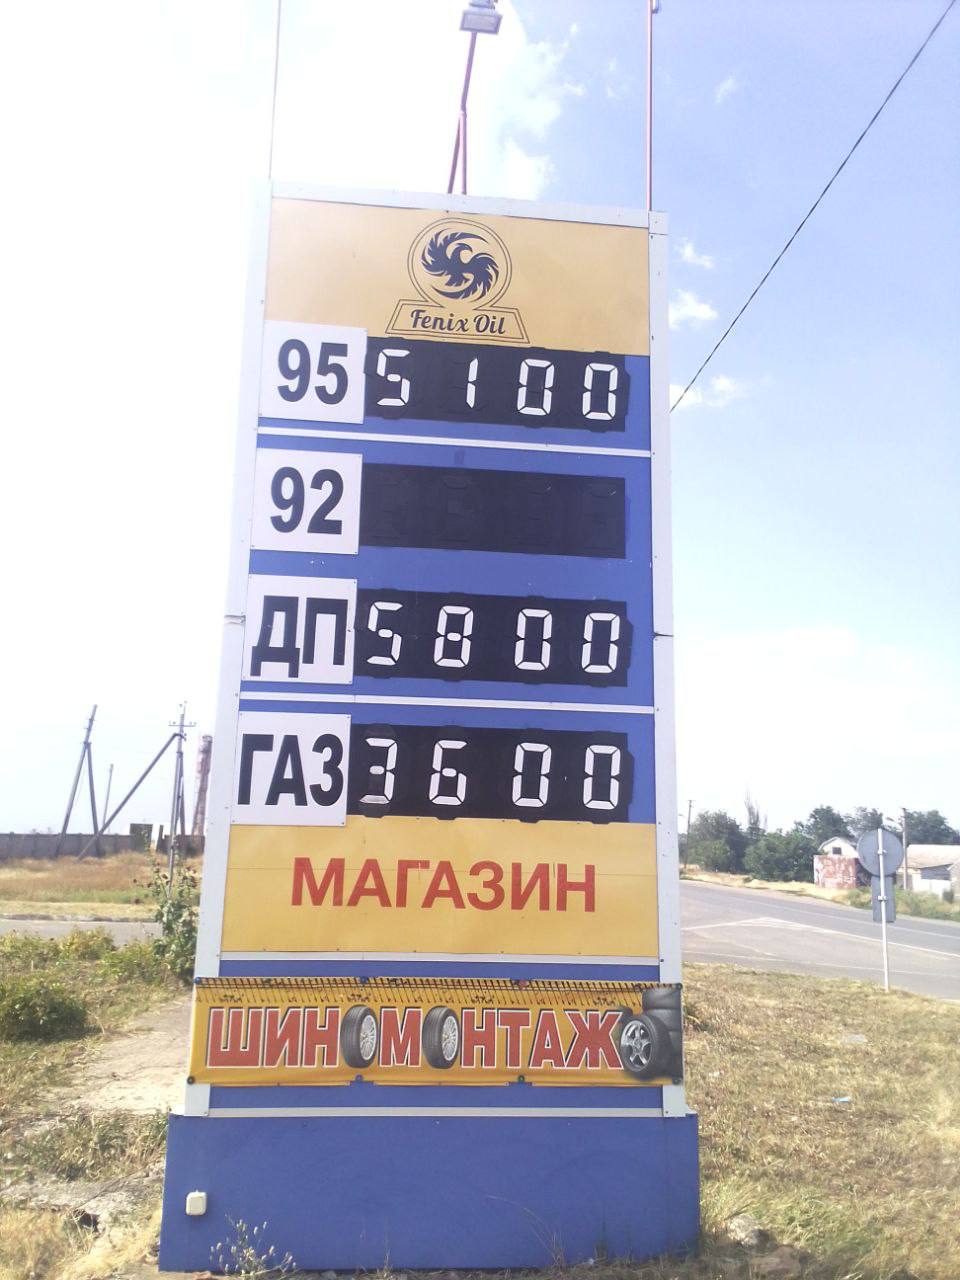 Fenix Oil
95 5100
92
ДП 5800
ГАЗ 3600
МАГАЗИН
ШИНОМОНТАЖ